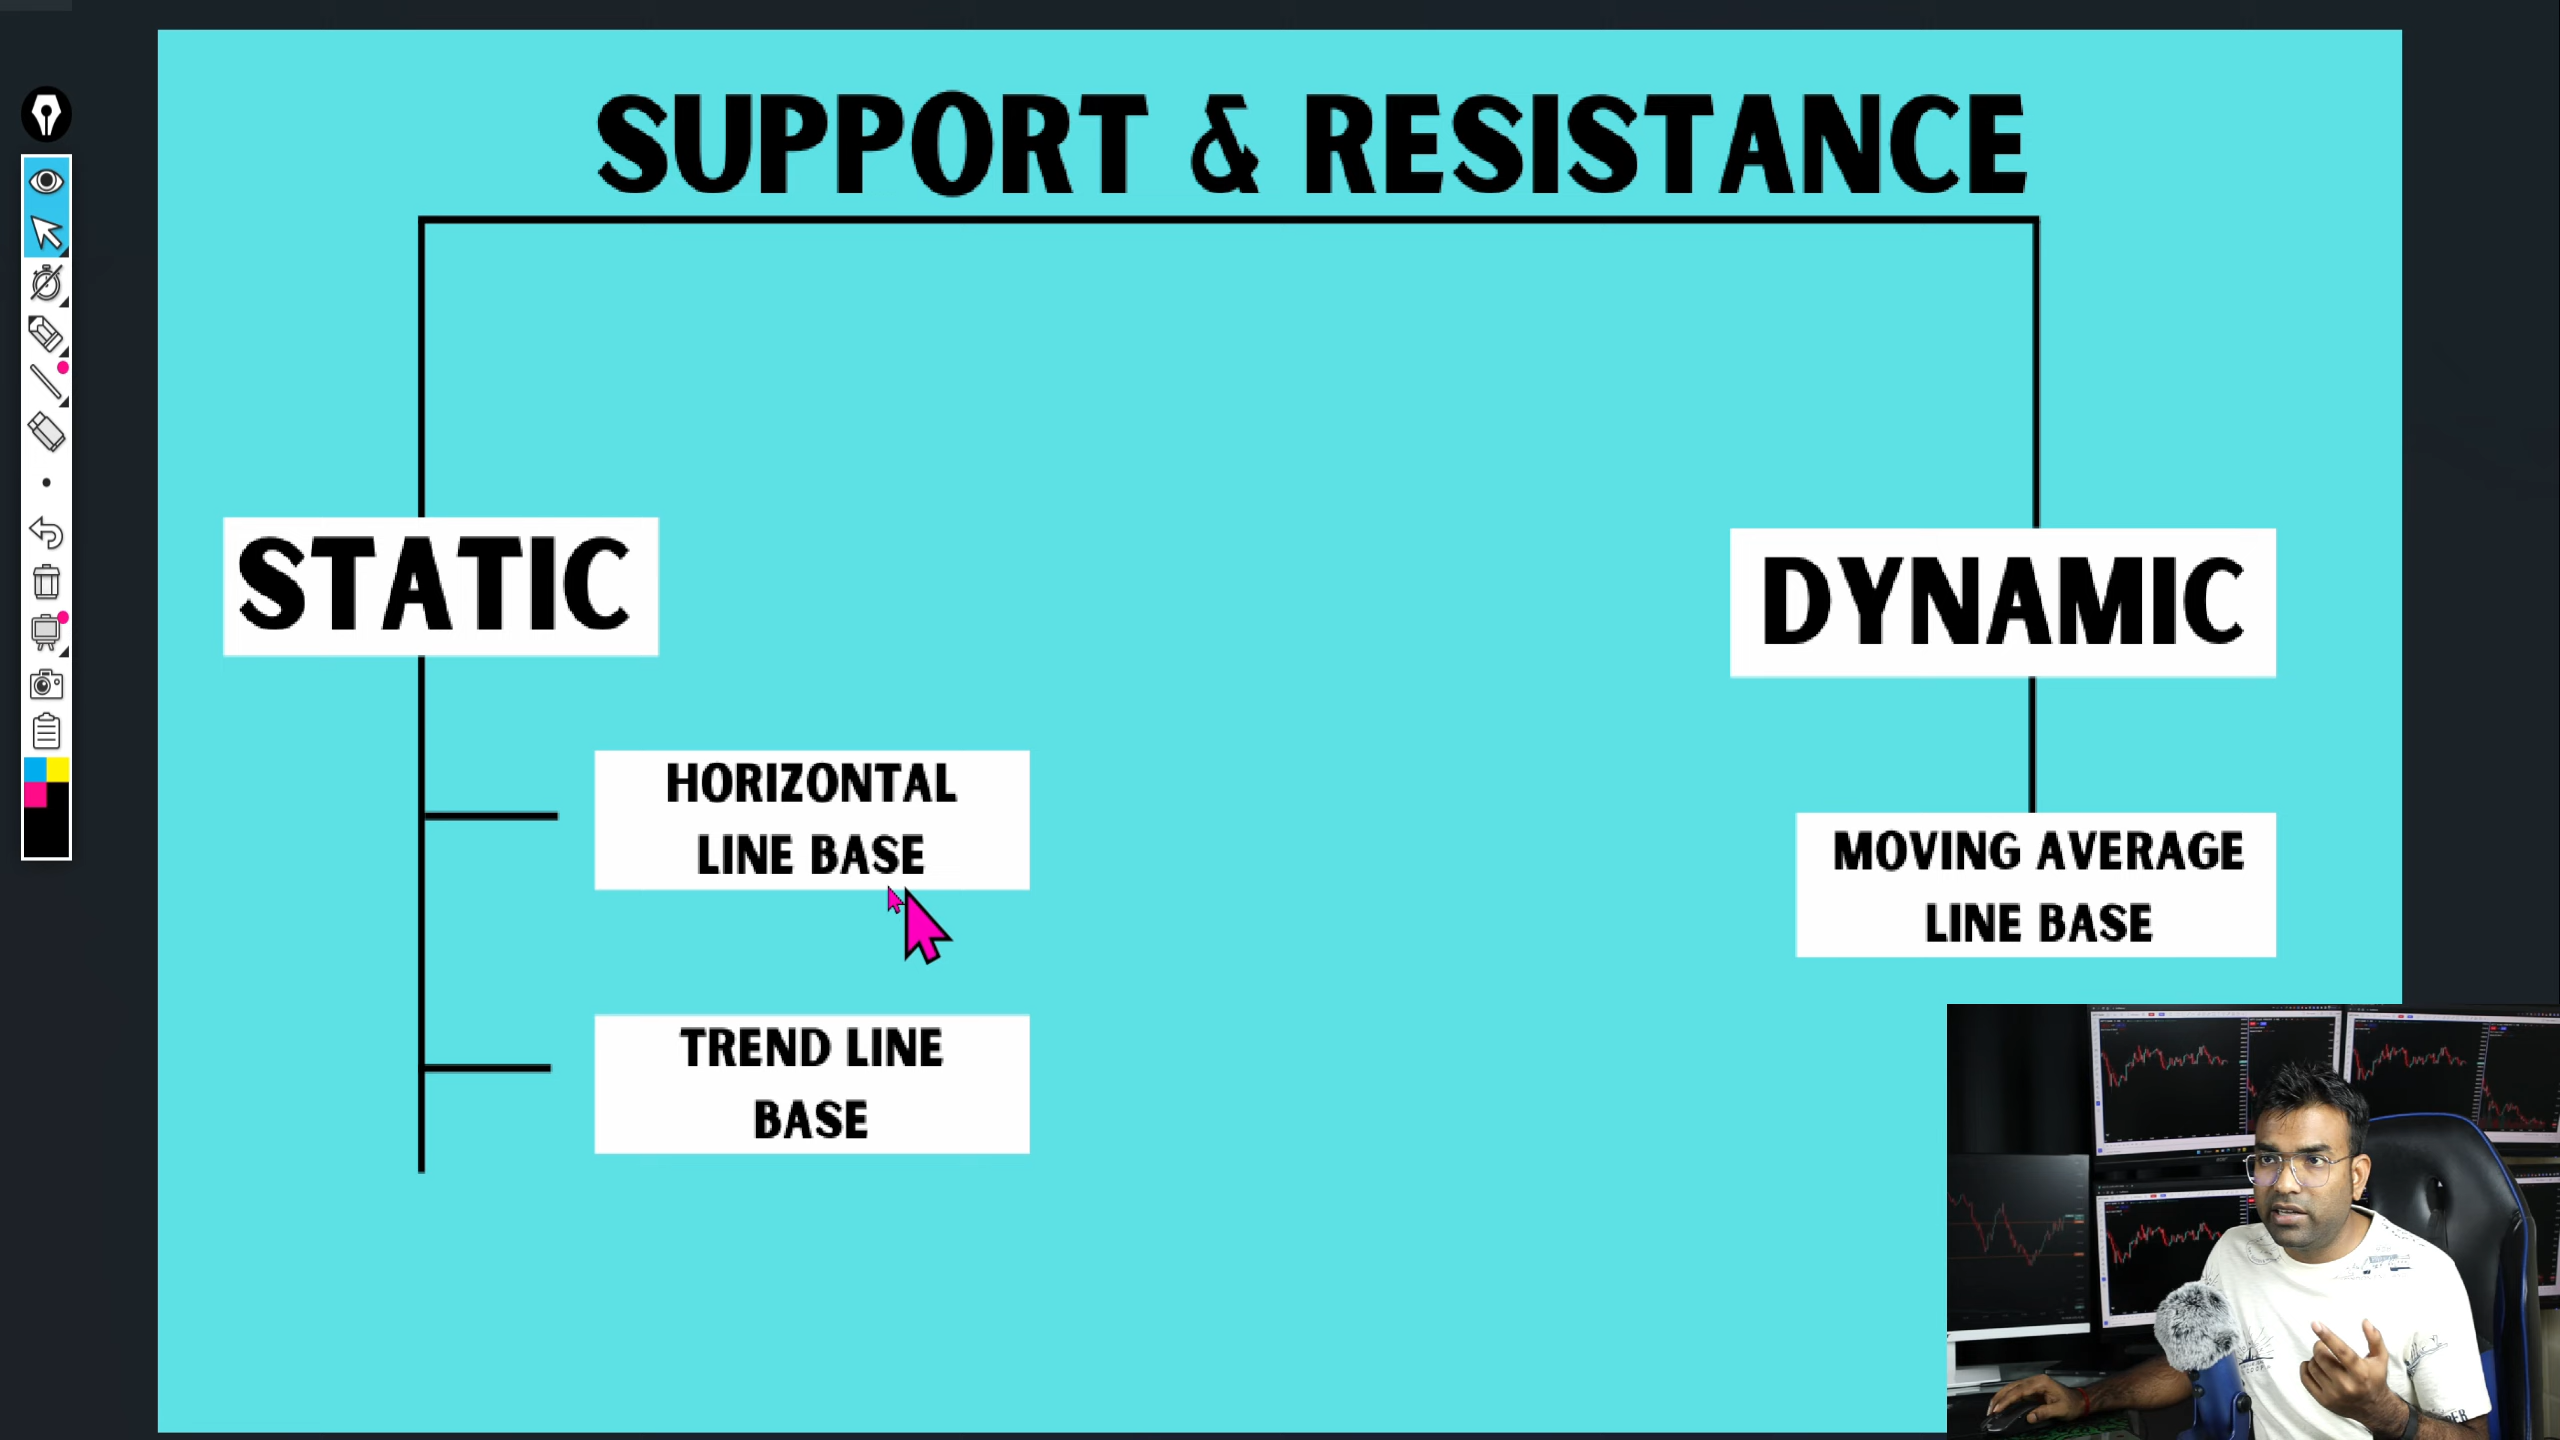 SUPPORT & RESISTANCE
STATIC
DYNAMIC
HORIZONTAL
LINE BASE
MOVING AVERAGE
LINE BASE
TREND LINE
BASE